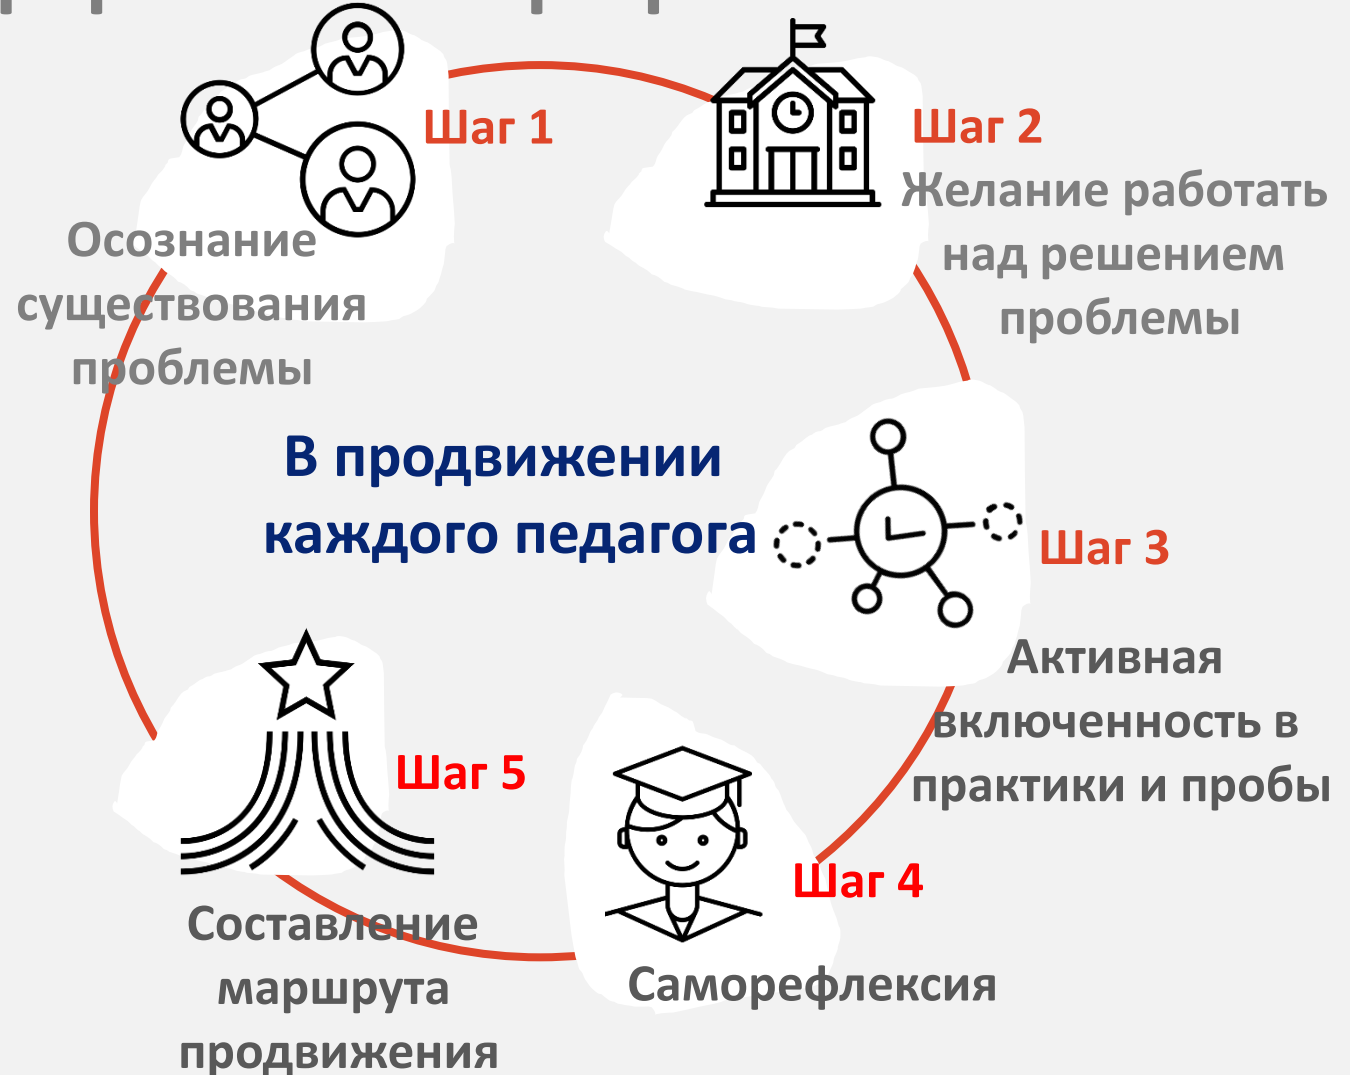 Шаг 1
Осознание
существования
проблемы
Шаг 2
Желание работать
над решением
проблемы
В продвижении
каждого педагога
Шаг 3
Активная
включенность в
практики и пробы
Шаг 4
Саморефлексия
Шаг 5
Составление
маршрута
продвижения